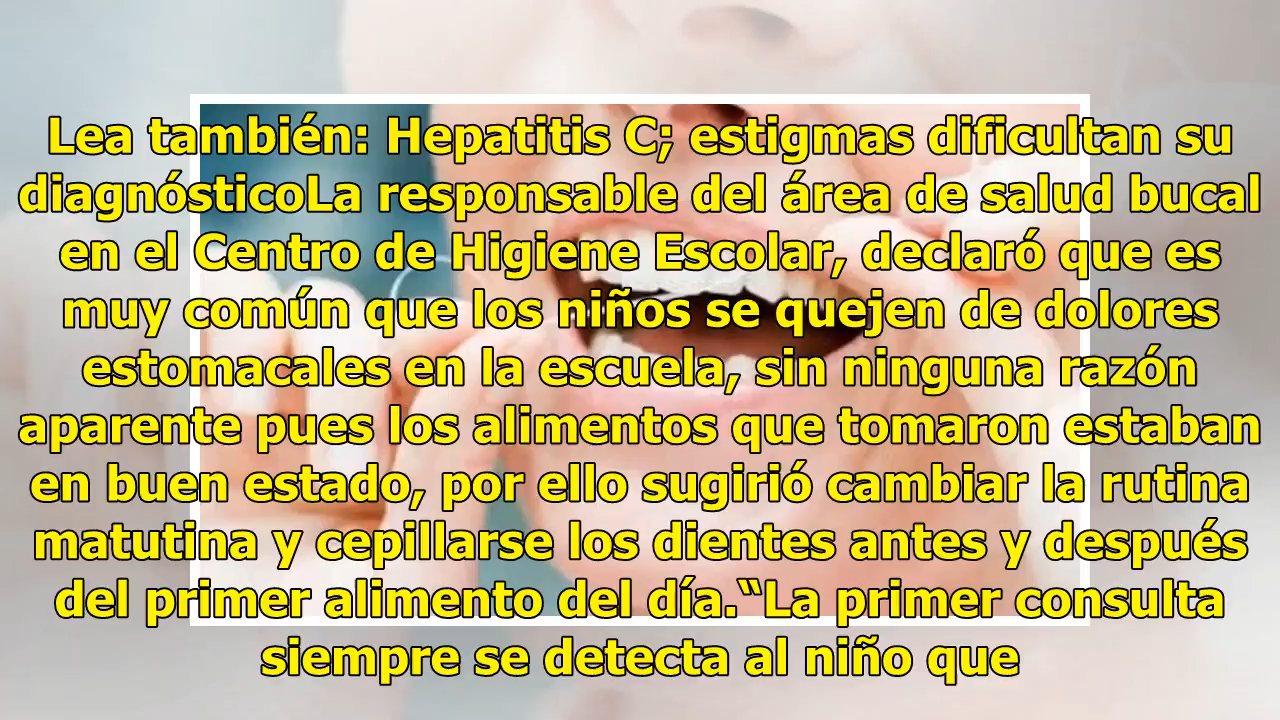 Lea también: Hepatitis C; estigmas dificultan su
diagnósticoLa responsable del área de salud bucal
en el Centro de Higiene Escolar, declaró que es
muy común que los niños se quejen de dolores
estomacales en la escuela, sin ninguna razón
aparente pues los alimentos que tomaron estaban
en buen estado, por ello sugirió cambiar la rutina
matutina y cepillarse los dientes antes y después
del primer alimento del día.“La primer consulta
siempre se detecta al niño que